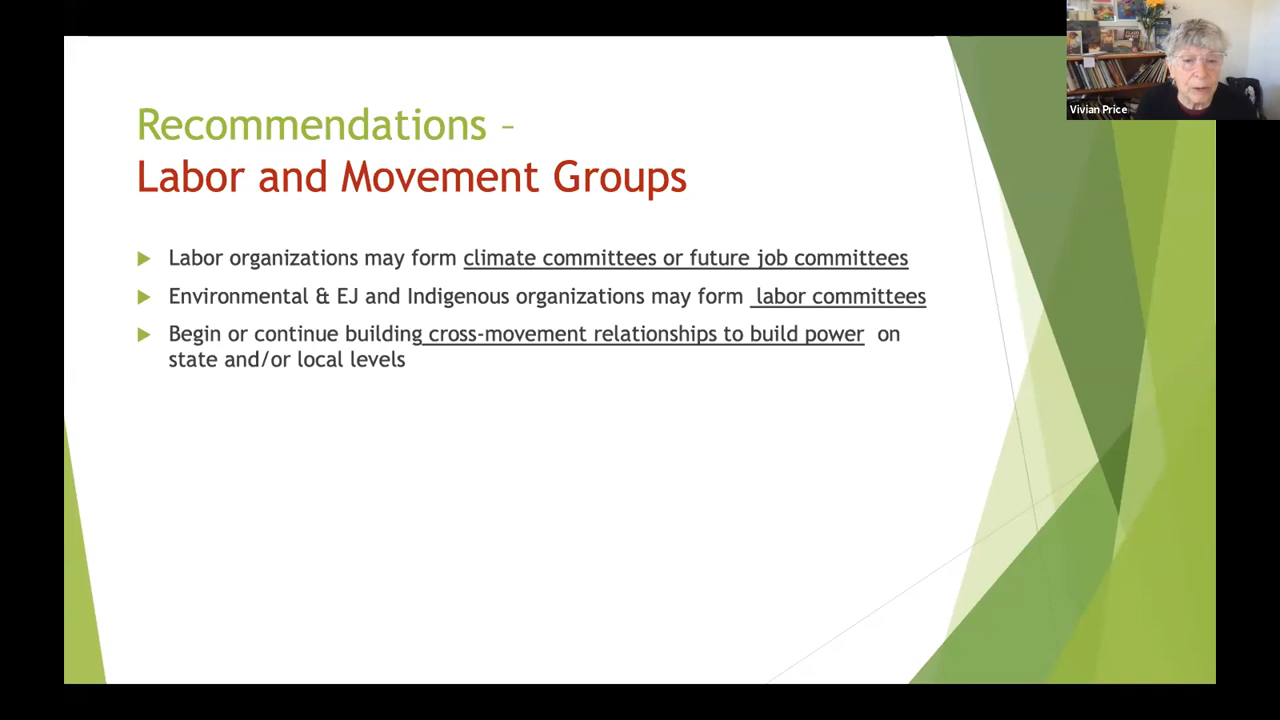 Recommendations –
Labor and Movement Groups
Labor organizations may form climate committees or future job committees
Environmental & EJ and Indigenous organizations may form labor committees
Begin or continue building cross-movement relationships to build power on
state and/or local levels
Vivian Price